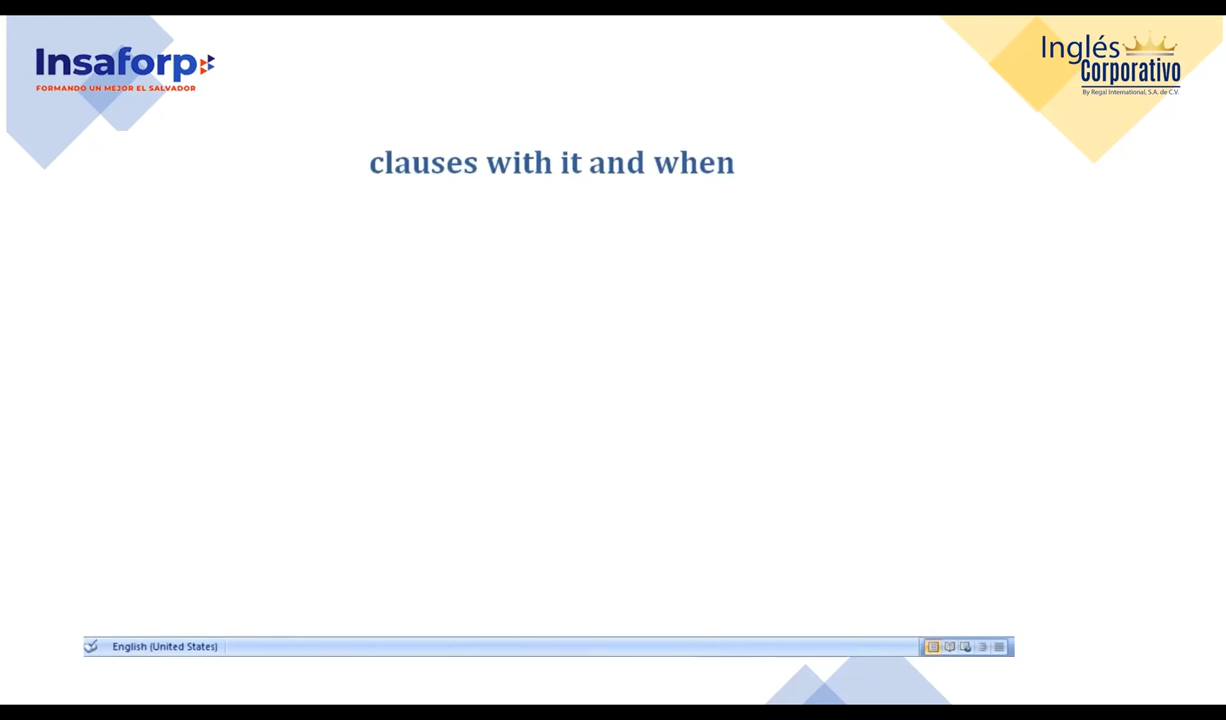 Insaforp
FORMANDO UN MEJOR EL SALVADOR
Inglés
Corporativo
By Regal International, S.A. de C.V.
clauses with it and when
English (United States)